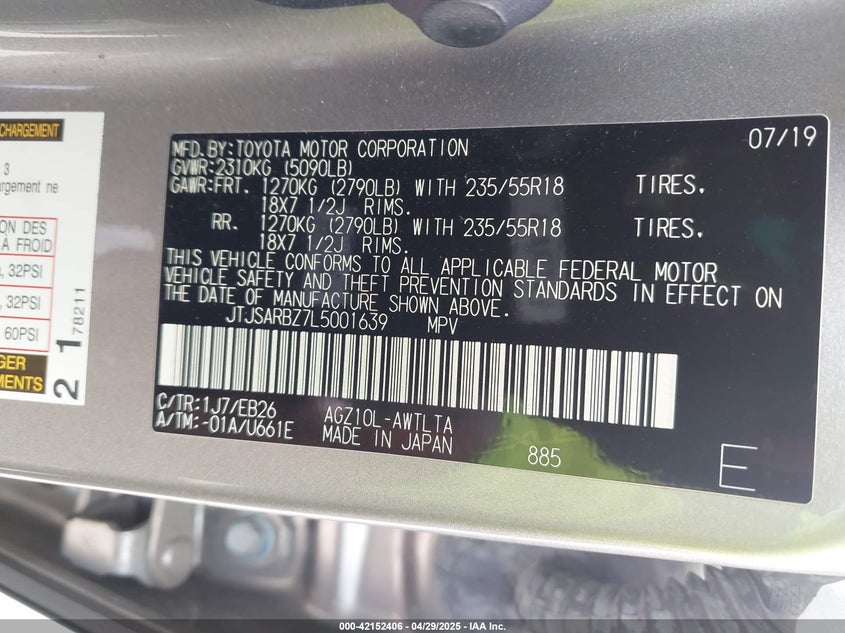 CHARGEMENT
3
argement ne
ION DES
À FROID
, 32PSI
, 32PSI
60PSI
GER
EMENTS
21
78211
MFD. BY: TOYOTA MOTOR CORPORATION 07/19
GVWR: 2310KG (5090LB)
GAWR: FRT. 1270KG (2790LB) WITH 235/55R18 TIRES.
18X7 1/2J RIMS.
RR. 1270KG (2790LB) WITH 235/55R18 TIRES.
18X7 1/2J RIMS.
THIS VEHICLE CONFORMS TO ALL APPLICABLE FEDERAL MOTOR
VEHICLE SAFETY AND THEFT PREVENTION STANDARDS IN EFFECT ON
THE DATE OF MANUFACTURE SHOWN ABOVE.
JTJSARBZ7L5001639 MPV
C/TR: 1J7/EB26 AGZ10L-AWTLTA
A/TM: -01A/U661E MADE IN JAPAN 885 E
000-42152406 - 04/29/2025 - IAA Inc.